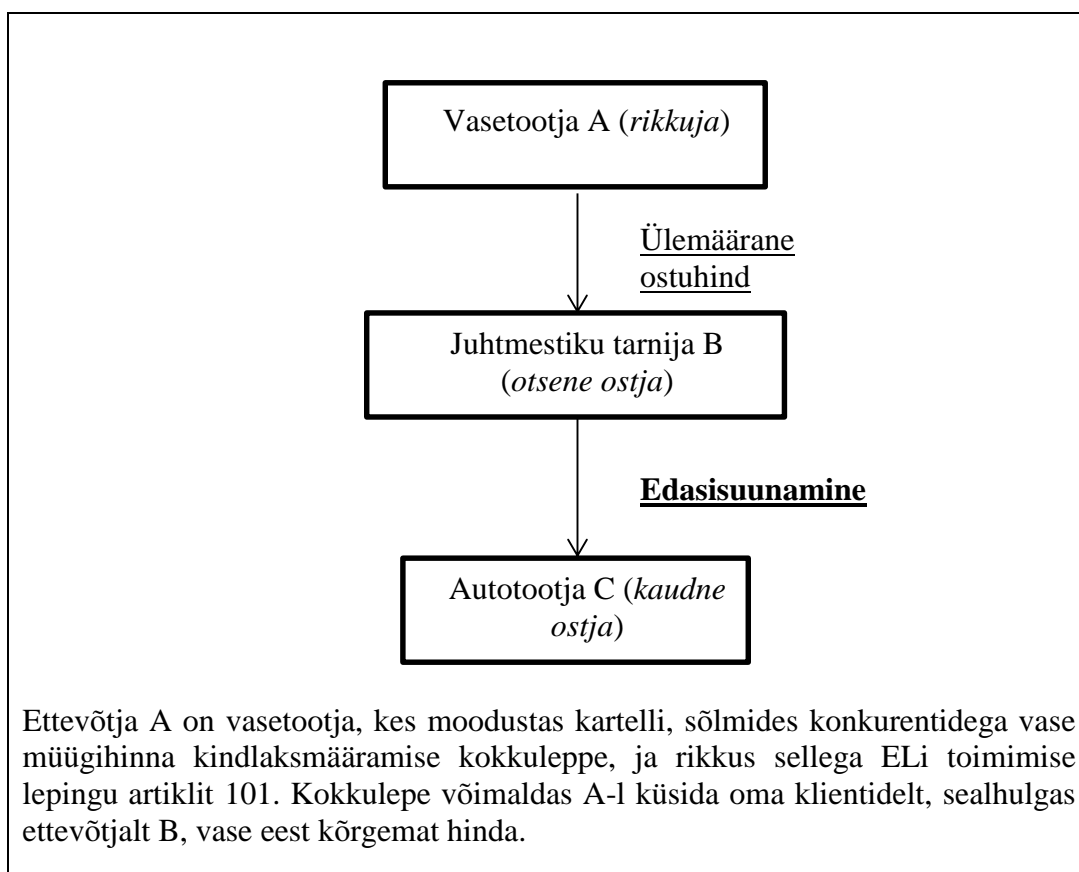 Vasetootja A (rikkuja)
Ülemäärane
ostuhind
Juhtmestiku tarnija B
(otsene ostja)
Edasisuunamine
Autotootja C (kaudne
ostja)
Ettevõtja A on vasetootja, kes moodustas kartelli, sõlmides konkurentidega vase
müügihinna kindlaksmääramise kokkuleppe, ja rikkus sellega ELi toimimise
lepingu artiklit 101. Kokkulepe võimaldas A-l küsida oma klientidelt, sealhulgas
ettevõtjalt B, vase eest kõrgemat hinda.